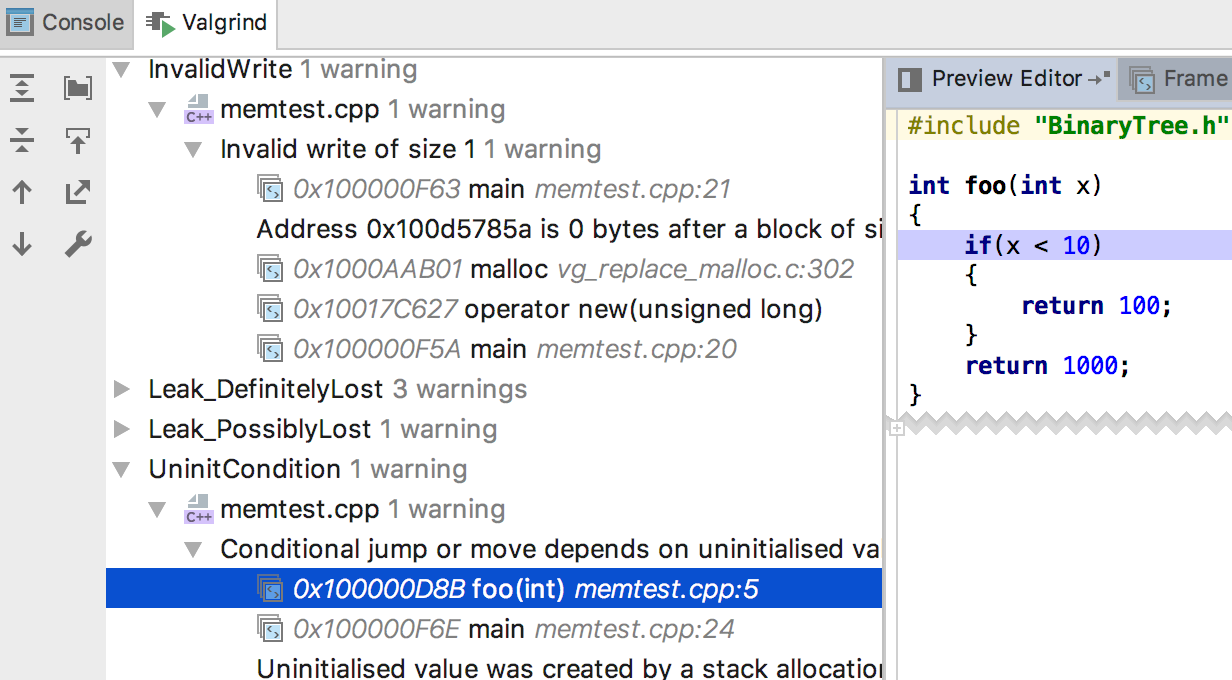 Console Valgrind
InvalidWrite 1 warning
memtest.cpp 1 warning
Invalid write of size 1 1 warning
0x100000F63 main memtest.cpp:21
Address 0x100d5785a is 0 bytes after a block of si
0x1000AAB01 malloc vg_replace_malloc.c:302
0x10017C627 operator new(unsigned long)
0x100000F5A main memtest.cpp:20
Leak_DefinitelyLost 3 warnings
Leak_PossiblyLost 1 warning
UninitCondition 1 warning
C++ memtest.cpp 1 warning
Conditional jump or move depends on uninitialised va
0x100000D8B foo(int) memtest.cpp:5
0x100000F6E main memtest.cpp:24
Uninitialised value was created by a stack allocation
Preview Editor Frame
#include "BinaryTree.h"
int foo(int x)
{
if(x < 10)
{
return 100;
}
return 1000;
}